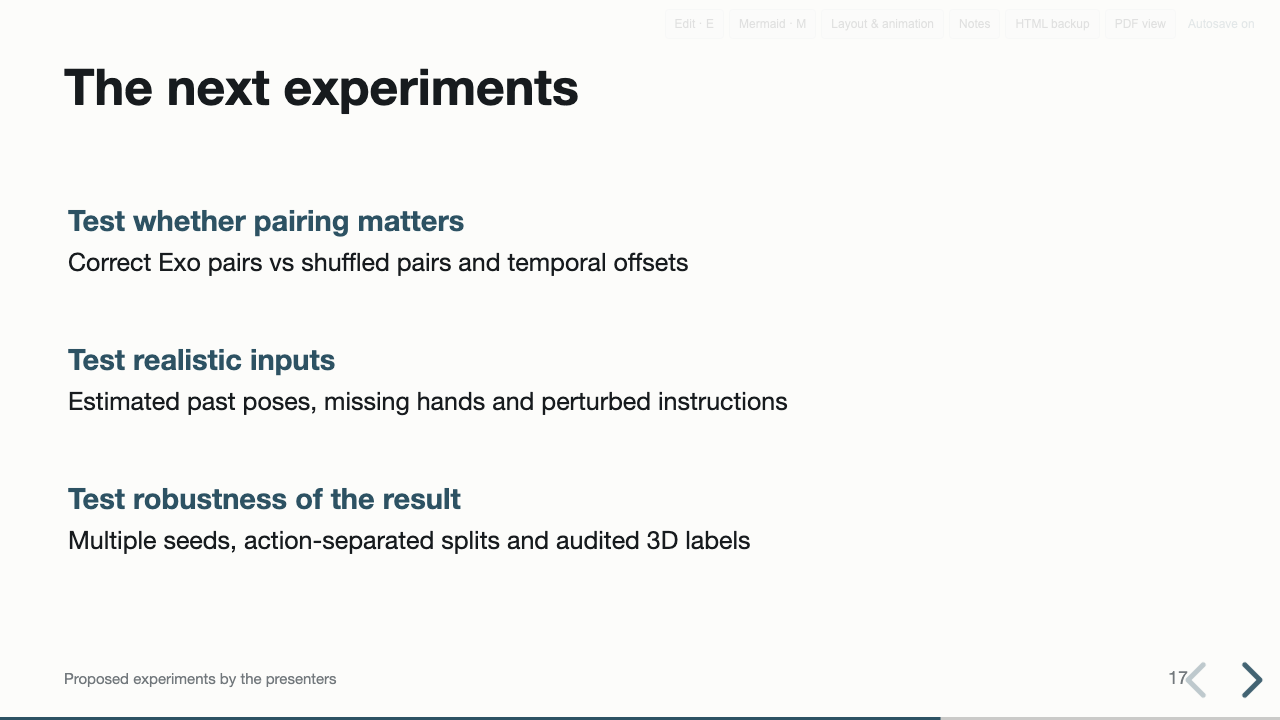 Edit · E Mermaid · M Layout & animation Notes HTML backup PDF view Autosave on
The next experiments
Test whether pairing matters
Correct Exo pairs vs shuffled pairs and temporal offsets
Test realistic inputs
Estimated past poses, missing hands and perturbed instructions
Test robustness of the result
Multiple seeds, action-separated splits and audited 3D labels
Proposed experiments by the presenters
17